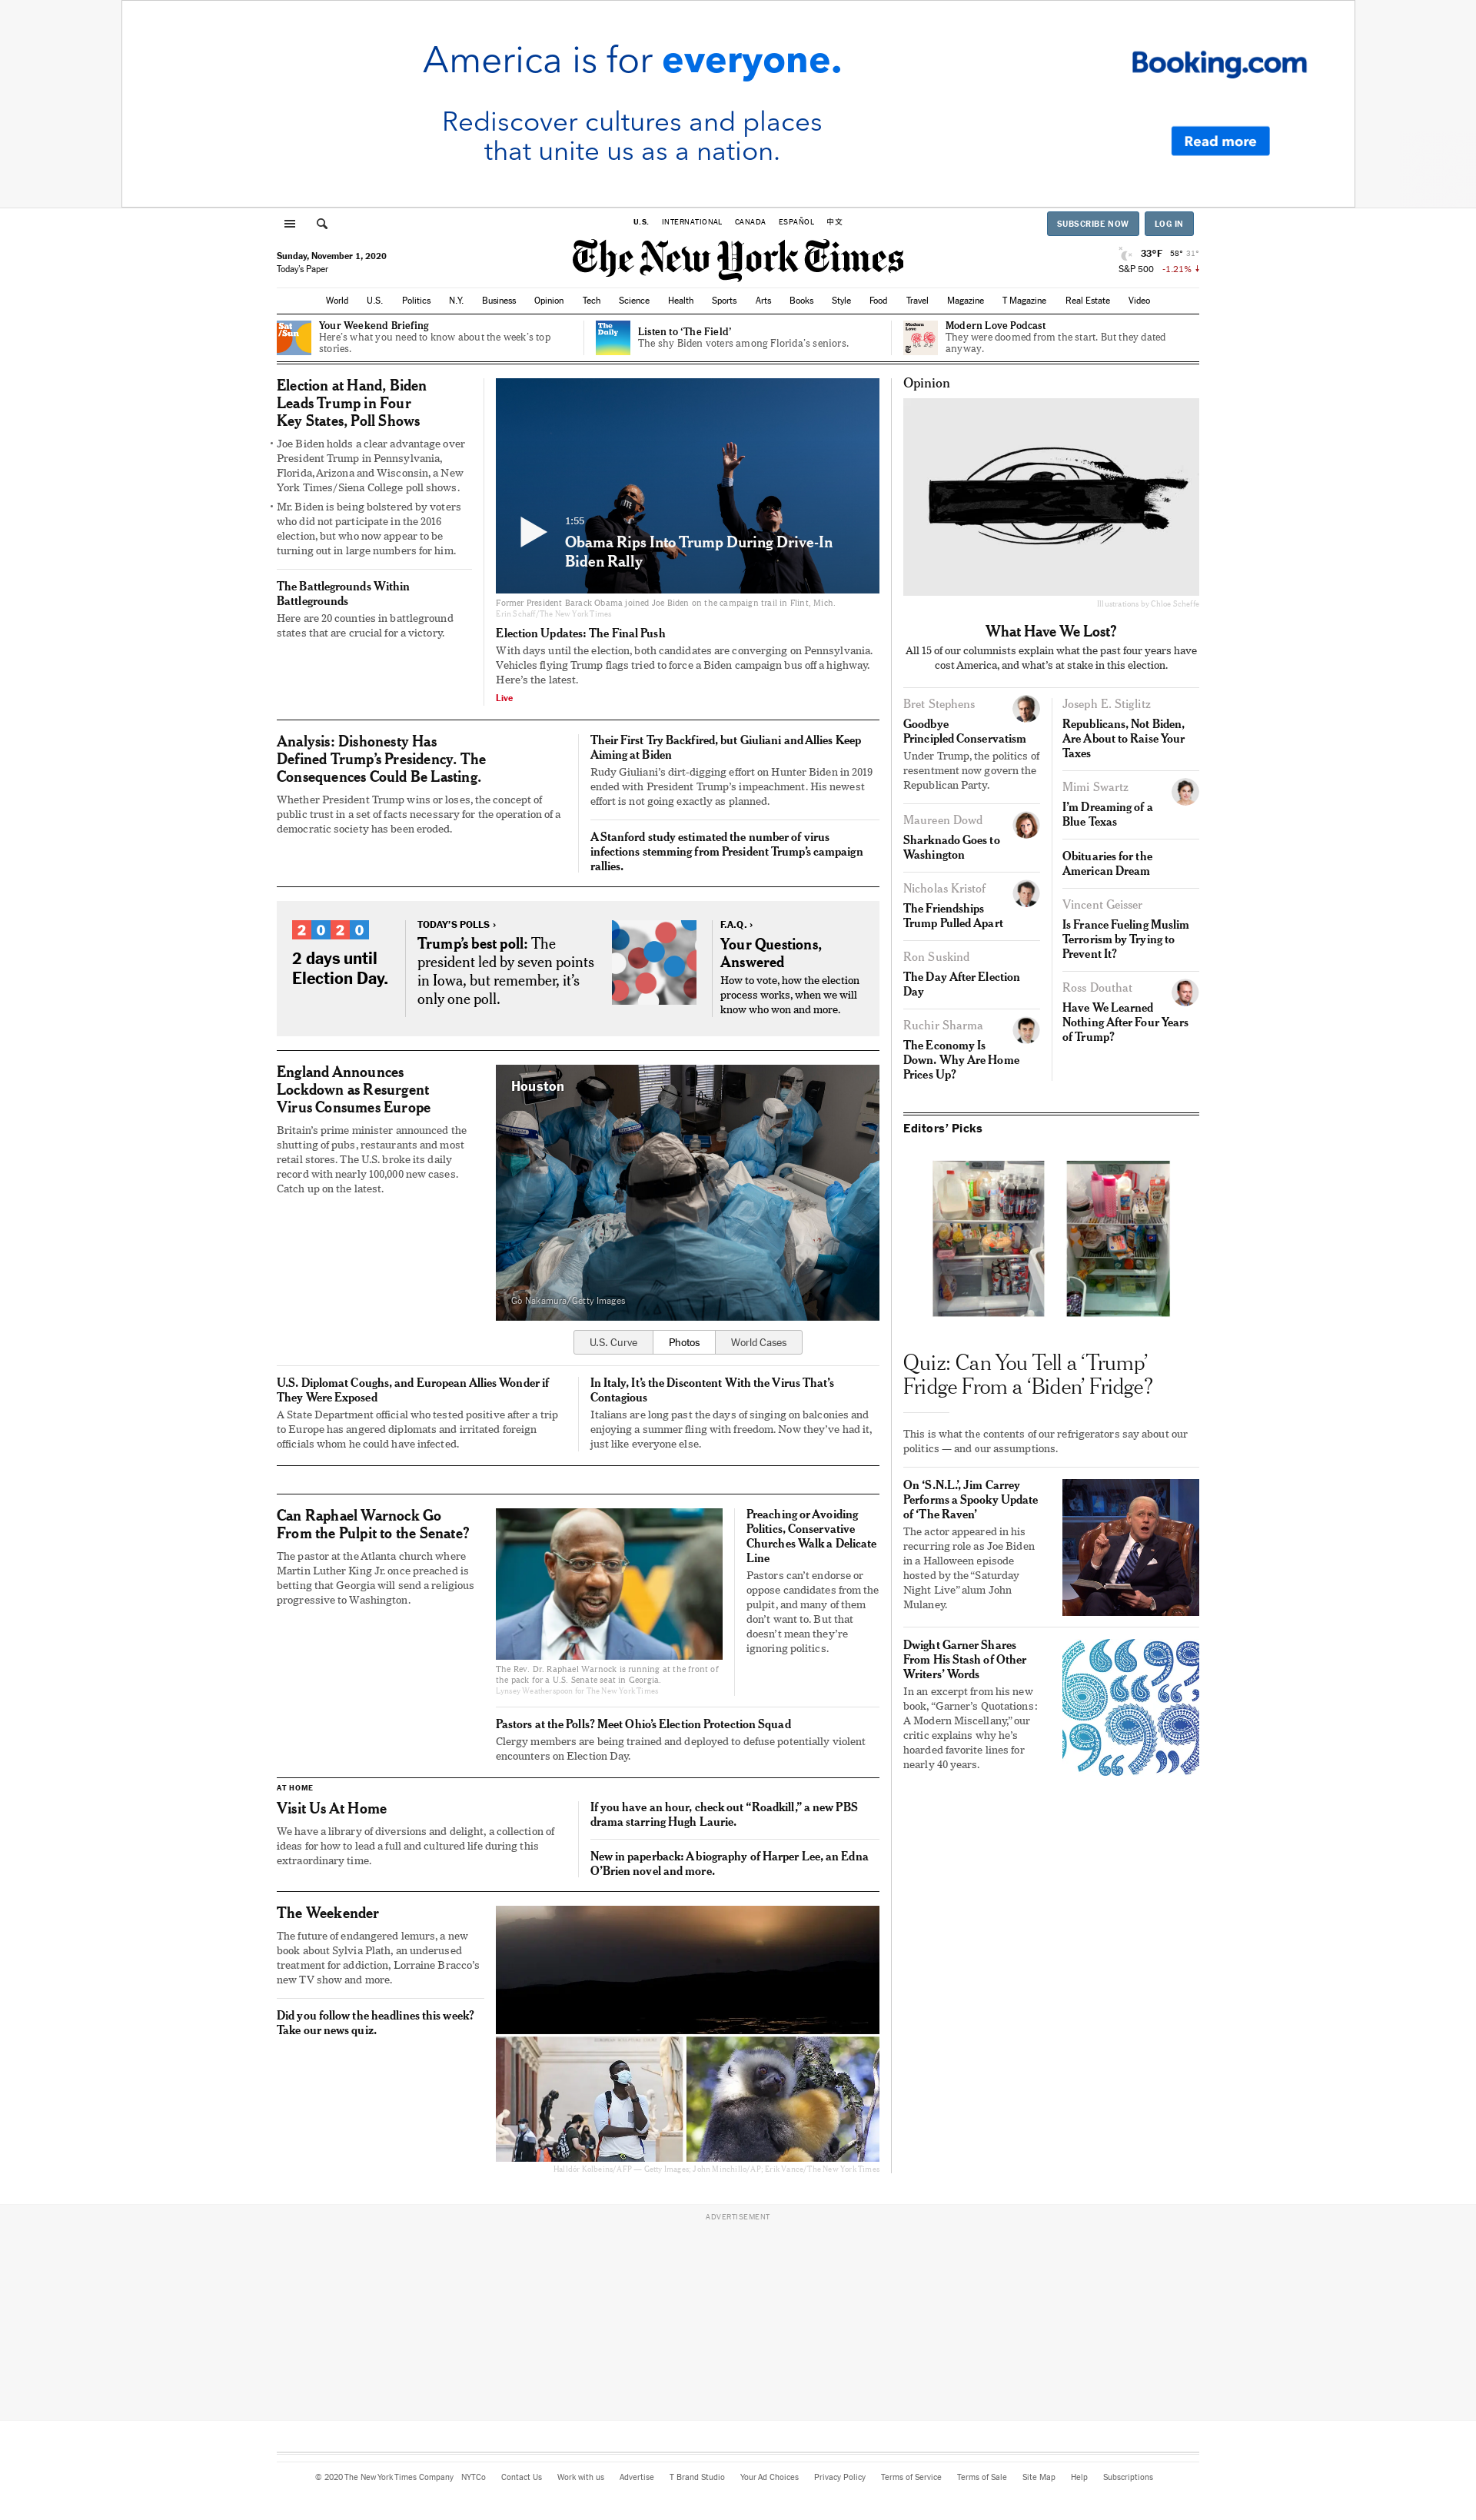 America is for everyone.
Rediscover cultures and places
that unite us as a nation.
Booking.com
Read more
U.S. INTERNATIONAL CANADA ESPAÑOL 中文
SUBSCRIBE NOW LOG IN
Sunday, November 1, 2020
Today's Paper
The New York Times
33°F 58° 31°
S&P 500 -1.21%
World U.S. Politics N.Y. Business Opinion Tech Science Health Sports Arts Books Style Food Travel Magazine T Magazine Real Estate Video
Sat/
/Sun
Your Weekend Briefing
Here's what you need to know about the week's top
stories.
The
Daily
Listen to ‘The Field’
The shy Biden voters among Florida's seniors.
Modern
Love
Modern Love Podcast
They were doomed from the start. But they dated
anyway.
Election at Hand, Biden
Leads Trump in Four
Key States, Poll Shows
• Joe Biden holds a clear advantage over
President Trump in Pennsylvania,
Florida, Arizona and Wisconsin, a New
York Times/Siena College poll shows.
• Mr. Biden is being bolstered by voters
who did not participate in the 2016
election, but who now appear to be
turning out in large numbers for him.
The Battlegrounds Within
Battlegrounds
Here are 20 counties in battleground
states that are crucial for a victory.
1:55
Obama Rips Into Trump During Drive-In
Biden Rally
Former President Barack Obama joined Joe Biden on the campaign trail in Flint, Mich.
Erin Schaff/The New York Times
Election Updates: The Final Push
With days until the election, both candidates are converging on Pennsylvania.
Vehicles flying Trump flags tried to force a Biden campaign bus off a highway.
Here's the latest.
Live
Analysis: Dishonesty Has
Defined Trump’s Presidency. The
Consequences Could Be Lasting.
Whether President Trump wins or loses, the concept of
public trust in a set of facts necessary for the operation of a
democratic society has been eroded.
Their First Try Backfired, but Giuliani and Allies Keep
Aiming at Biden
Rudy Giuliani's dirt-digging effort on Hunter Biden in 2019
ended with President Trump's impeachment. His newest
effort is not going exactly as planned.
A Stanford study estimated the number of virus
infections stemming from President Trump’s campaign
rallies.
2020
2 days until
Election Day.
TODAY’S POLLS ›
Trump’s best poll: The
president led by seven points
in Iowa, but remember, it’s
only one poll.
F.A.Q. ›
Your Questions,
Answered
How to vote, how the election
process works, when we will
know who won and more.
England Announces
Lockdown as Resurgent
Virus Consumes Europe
Britain's prime minister announced the
shutting of pubs, restaurants and most
retail stores. The U.S. broke its daily
record with nearly 100,000 new cases.
Catch up on the latest.
Houston
Go Nakamura/Getty Images
U.S. Curve Photos World Cases
U.S. Diplomat Coughs, and European Allies Wonder if
They Were Exposed
A State Department official who tested positive after a trip
to Europe has angered diplomats and irritated foreign
officials whom he could have infected.
In Italy, It’s the Discontent With the Virus That’s
Contagious
Italians are long past the days of singing on balconies and
enjoying a summer fling with freedom. Now they've had it,
just like everyone else.
Can Raphael Warnock Go
From the Pulpit to the Senate?
The pastor at the Atlanta church where
Martin Luther King Jr. once preached is
betting that Georgia will send a religious
progressive to Washington.
The Rev. Dr. Raphael Warnock is running at the front of
the pack for a U.S. Senate seat in Georgia.
Lynsey Weatherspoon for The New York Times
Preaching or Avoiding
Politics, Conservative
Churches Walk a Delicate
Line
Pastors can't endorse or
oppose candidates from the
pulpit, and many of them
don't want to. But that
doesn't mean they're
ignoring politics.
Pastors at the Polls? Meet Ohio’s Election Protection Squad
Clergy members are being trained and deployed to defuse potentially violent
encounters on Election Day.
AT HOME
Visit Us At Home
We have a library of diversions and delight, a collection of
ideas for how to lead a full and cultured life during this
extraordinary time.
If you have an hour, check out “Roadkill,” a new PBS
drama starring Hugh Laurie.
New in paperback: A biography of Harper Lee, an Edna
O’Brien novel and more.
The Weekender
The future of endangered lemurs, a new
book about Sylvia Plath, an underused
treatment for addiction, Lorraine Bracco's
new TV show and more.
Did you follow the headlines this week?
Take our news quiz.
Halldor Kolbeins/AFP — Getty Images; John Minchillo/AP; Erik Vance/The New York Times
Opinion
Illustrations by Chloe Scheffe
What Have We Lost?
All 15 of our columnists explain what the past four years have
cost America, and what’s at stake in this election.
Bret Stephens
Goodbye
Principled Conservatism
Under Trump, the politics of
resentment now govern the
Republican Party.
Maureen Dowd
Sharknado Goes to
Washington
Nicholas Kristof
The Friendships
Trump Pulled Apart
Ron Suskind
The Day After Election
Day
Ruchir Sharma
The Economy Is
Down. Why Are Home
Prices Up?
Joseph E. Stiglitz
Republicans, Not Biden,
Are About to Raise Your
Taxes
Mimi Swartz
I’m Dreaming of a
Blue Texas
Obituaries for the
American Dream
Vincent Geisser
Is France Fueling Muslim
Terrorism by Trying to
Prevent It?
Ross Douthat
Have We Learned
Nothing After Four Years
of Trump?
Editors’ Picks
Quiz: Can You Tell a ‘Trump’
Fridge From a ‘Biden’ Fridge?
This is what the contents of our refrigerators say about our
politics — and our assumptions.
On ‘S.N.L.’, Jim Carrey
Performs a Spooky Update
of ‘The Raven’
The actor appeared in his
recurring role as Joe Biden
in a Halloween episode
hosted by the “Saturday
Night Live” alum John
Mulaney.
Dwight Garner Shares
From His Stash of Other
Writers’ Words
In an excerpt from his new
book, “Garner’s Quotations:
A Modern Miscellany,” our
critic explains why he’s
hoarded favorite lines for
nearly 40 years.
ADVERTISEMENT
© 2020 The New York Times Company NYTCo Contact Us Work with us Advertise T Brand Studio Your Ad Choices Privacy Policy Terms of Service Terms of Sale Site Map Help Subscriptions